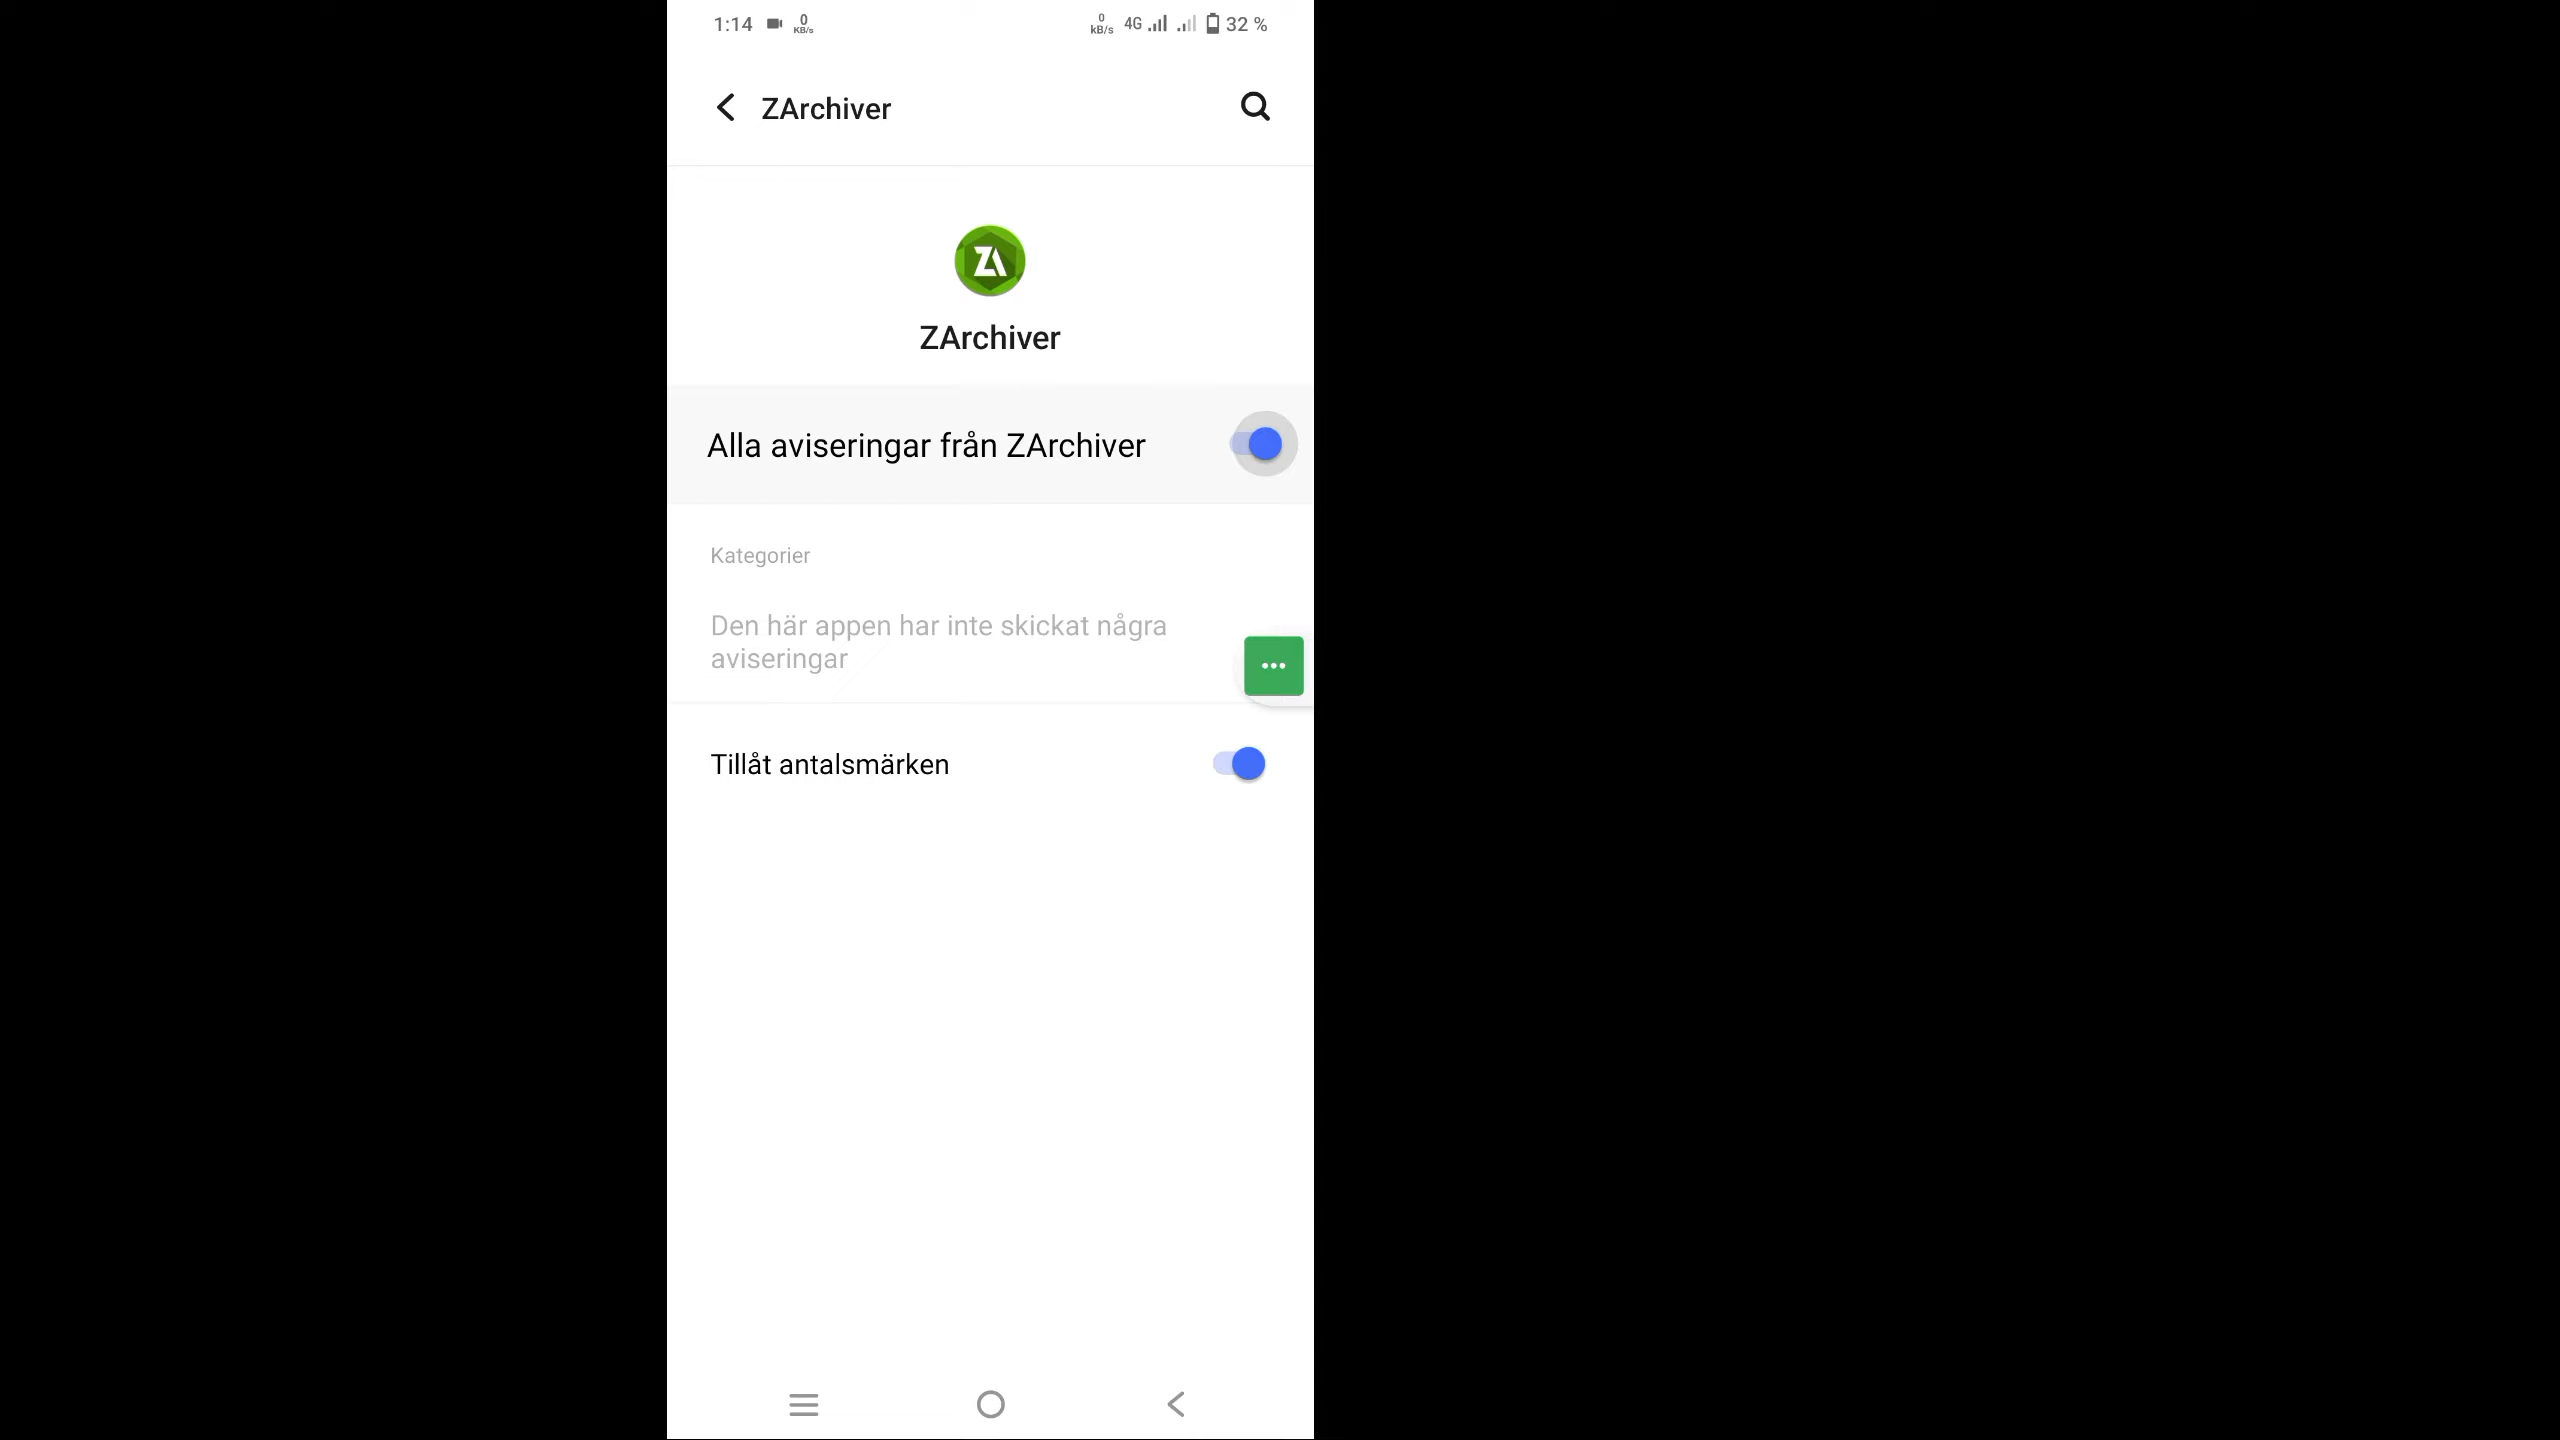 1:14 0 KB/s 0 kB/s 4G 32 %
ZArchiver
ZA
ZArchiver
Alla aviseringar från ZArchiver
Kategorier
Den här appen har inte skickat några
aviseringar
Tillåt antalsmärken